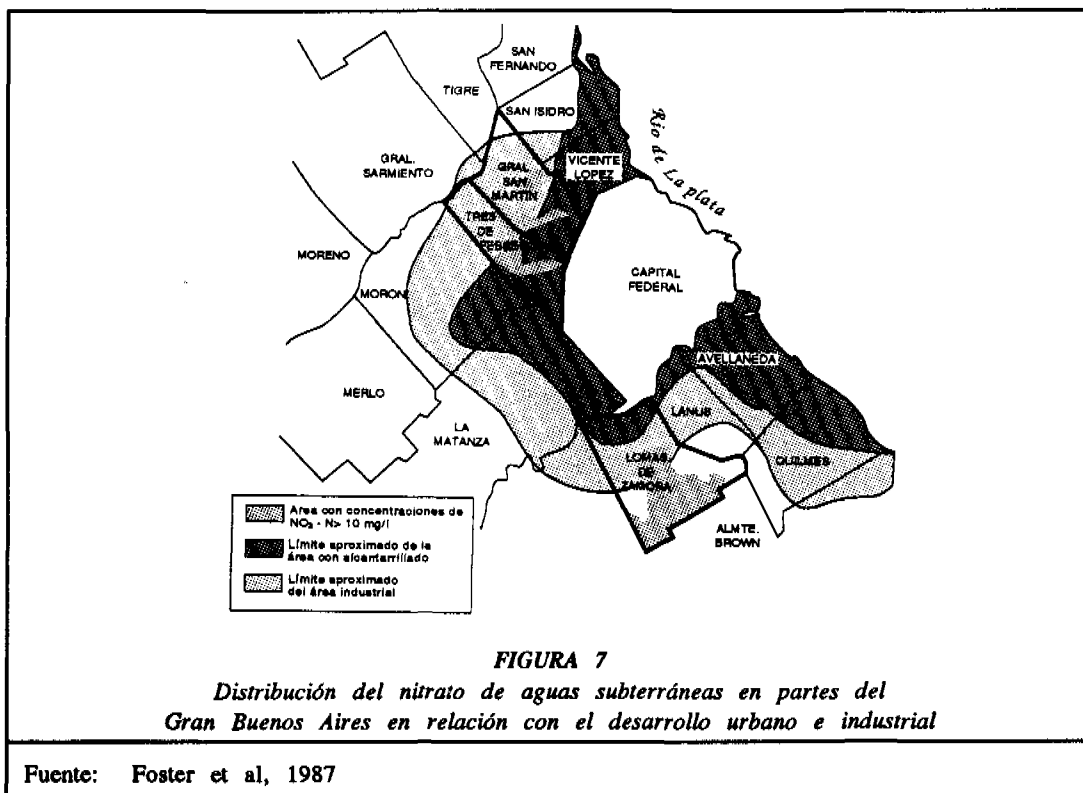 SAN
FERNANDO
TIGRE
SAN ISIDRO
Río de La plata
GRAL.
SARMIENTO
VICENTE
LOPEZ
GRAL
SAN
MARTIN
TRES
DE
MORENO
MORON
CAPITAL
FEDERAL
AVELLANEDA
MERLO
LANUS
LA
MATANZA
LOMAS
DE
ZAMORA
QUILMES
ALMTE.
BROWN
Area con concentraciones de
NO₃ - N> 10 mg/l
Límite aproximado de la
área con alcantarrillado
Límite aproximado
del área industrial
FIGURA 7
Distribución del nitrato de aguas subterráneas en partes del
Gran Buenos Aires en relación con el desarrollo urbano e industrial
Fuente: Foster et al, 1987